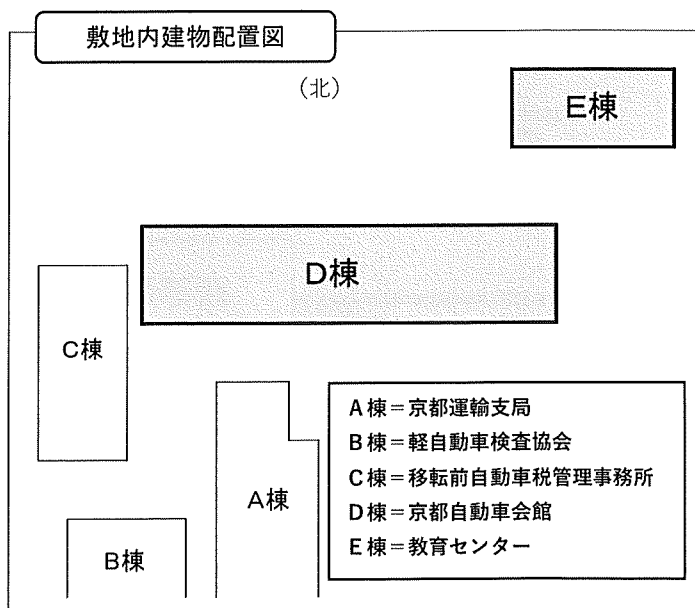 敷地内建物配置図
（北）
E棟
D棟
C棟
A棟
B棟
A棟＝京都運輸支局
B棟＝軽自動車検査協会
C棟＝移転前自動車税管理事務所
D棟＝京都自動車会館
E棟＝教育センター